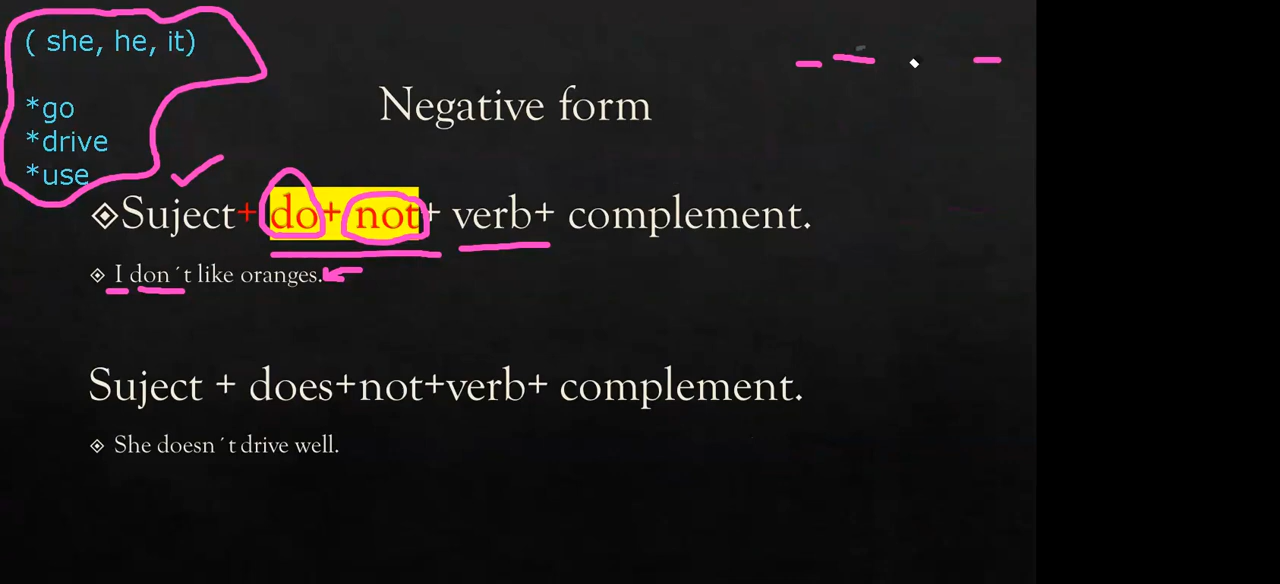 ( she, he, it)
*go
*drive
*use
Negative form
Suject+ do+ not+ verb+ complement.
I don´t like oranges.
Suject + does+not+verb+ complement.
She doesn´t drive well.